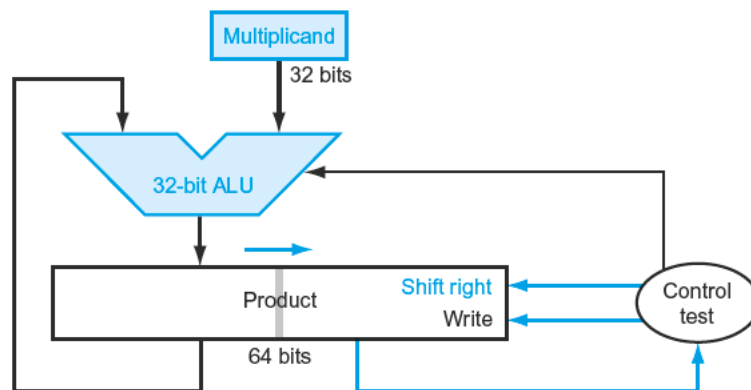 Multiplicand
32 bits
32-bit ALU
Shift right
Product
Write
Control
test
64 bits